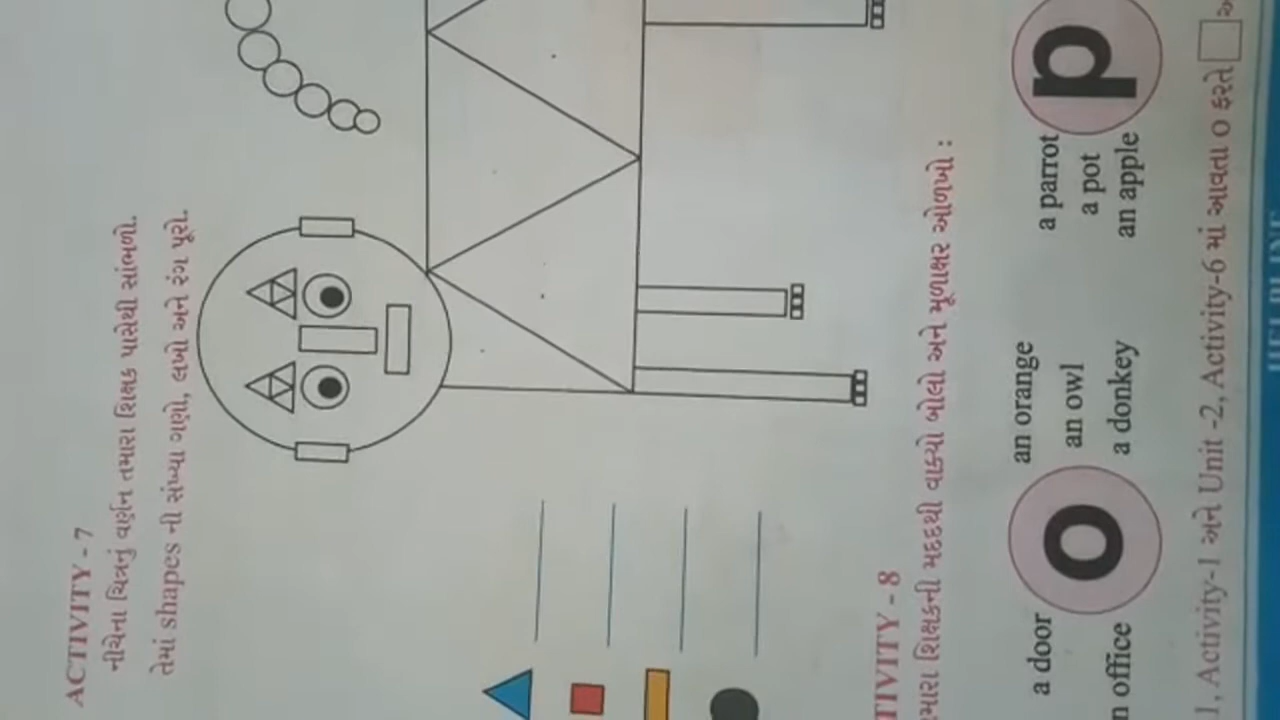 ACTIVITY - 7
નીચેના ચિત્રનું વર્ણન તમારા શિક્ષક પાસેથી સાંભળો.
તેમાં shapes ની સંખ્યા ગણો, લખો અને રંગ પૂરો.
TIVITY - 8
તમારા શિક્ષકની મદદથી વાક્યો બોલો અને મૂળાક્ષર ઓળખો :
a door
an orange
a parrot
o
an owl
a pot
p
n office
a donkey
an apple
1, Activity-1 અને Unit -2, Activity-6 માં આવતા o ફરતે
HELPLINE